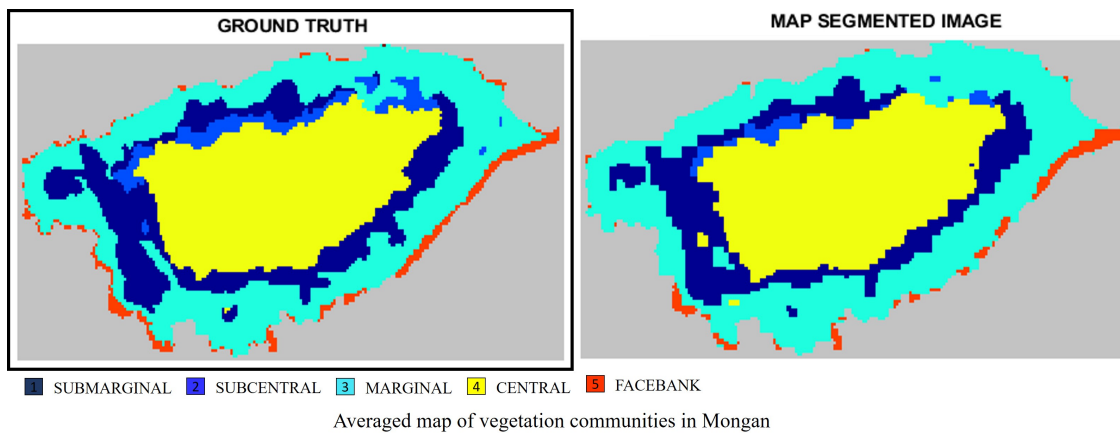 GROUND TRUTH
MAP SEGMENTED IMAGE
1 SUBMARGINAL 2 SUBCENTRAL 3 MARGINAL 4 CENTRAL 5 FACEBANK
Averaged map of vegetation communities in Mongan